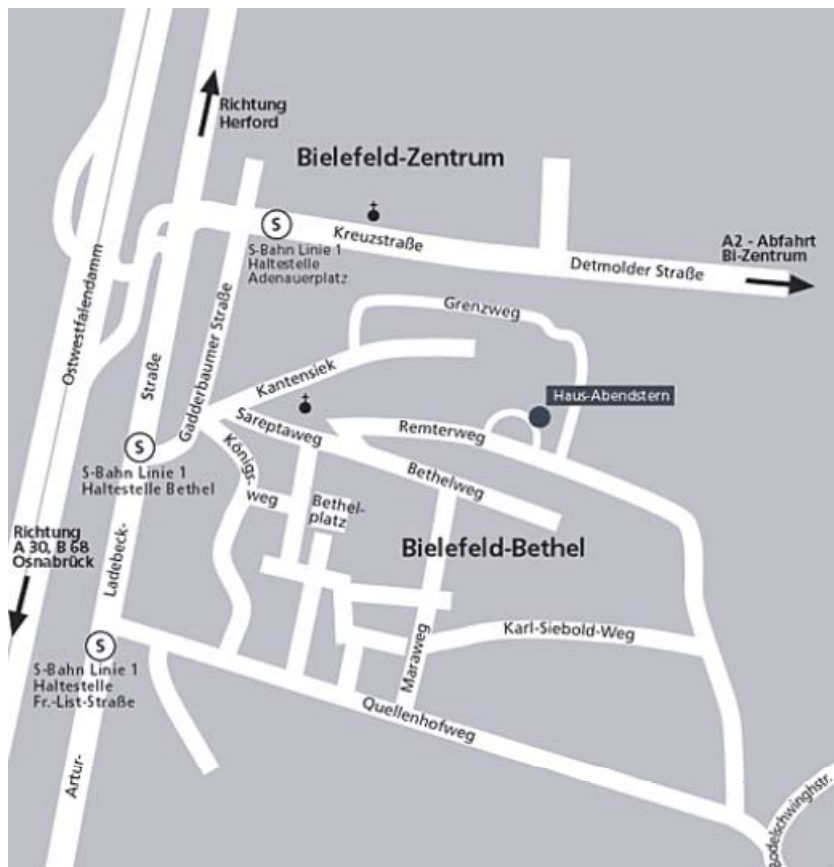 Richtung
Herford
Bielefeld-Zentrum
S
S-Bahn Linie 1
Haltestelle
Adenauerplatz
Kreuzstraße
Detmolder Straße
A2 - Abfahrt
Bi-Zentrum
Ostwestfalendamm
Straße
Gadderbaumer Straße
Grenzweg
Kantensiek
Haus-Abendstern
Sareptaweg
Remterweg
S
S-Bahn Linie 1
Haltestelle Bethel
Königs-
weg
Bethelweg
Bethel-
platz
Richtung
A 30, B 68
Osnabrück
Bielefeld-Bethel
Ladebeck-
Karl-Siebold-Weg
S
S-Bahn Linie 1
Haltestelle
Fr.-List-Straße
Maraweg
Quellenhofweg
Artur-
Bodelschwinghstr.